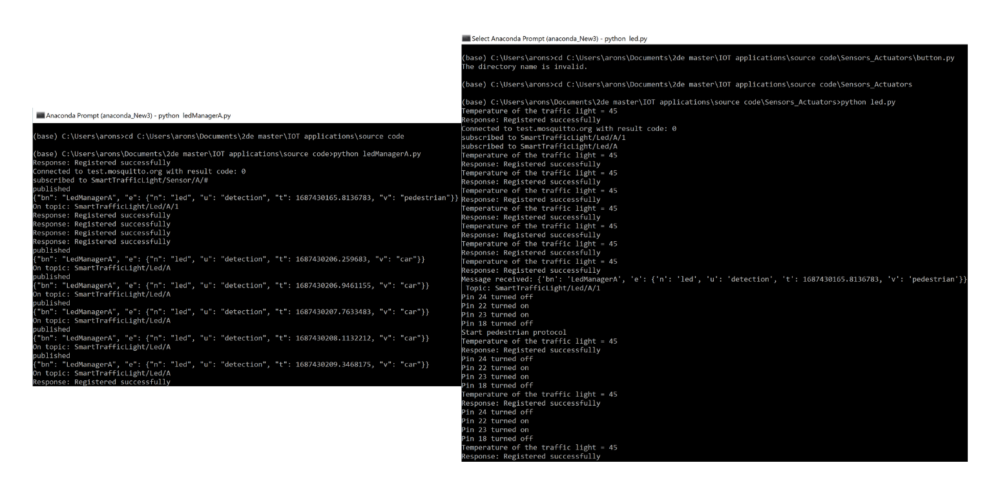 Anaconda Prompt (anaconda_New3) - python  ledManagerA.py
(base) C:\Users\arons>cd C:\Users\arons\Documents\2de master\IOT applications\source code
(base) C:\Users\arons\Documents\2de master\IOT applications\source code>python ledManagerA.py
Response: Registered successfully
Connected to test.mosquitto.org with result code: 0
subscribed to SmartTrafficLight/Sensor/A/#
published
{"bn": "LedManagerA", "e": {"n": "led", "u": "detection", "t": 1687430165.8136783, "v": "pedestrian"}}
On topic: SmartTrafficLight/Led/A/1
Response: Registered successfully
Response: Registered successfully
Response: Registered successfully
Response: Registered successfully
published
{"bn": "LedManagerA", "e": {"n": "led", "u": "detection", "t": 1687430206.259683, "v": "car"}}
On topic: SmartTrafficLight/Led/A
published
{"bn": "LedManagerA", "e": {"n": "led", "u": "detection", "t": 1687430206.9461155, "v": "car"}}
On topic: SmartTrafficLight/Led/A
published
{"bn": "LedManagerA", "e": {"n": "led", "u": "detection", "t": 1687430207.7633483, "v": "car"}}
On topic: SmartTrafficLight/Led/A
published
{"bn": "LedManagerA", "e": {"n": "led", "u": "detection", "t": 1687430208.1132212, "v": "car"}}
On topic: SmartTrafficLight/Led/A
published
{"bn": "LedManagerA", "e": {"n": "led", "u": "detection", "t": 1687430209.3468175, "v": "car"}}
On topic: SmartTrafficLight/Led/A
Response: Registered successfully
Select Anaconda Prompt (anaconda_New3) - python  led.py
(base) C:\Users\arons>cd C:\Users\arons\Documents\2de master\IOT applications\source code\Sensors_Actuators\button.py
The directory name is invalid.
(base) C:\Users\arons>cd C:\Users\arons\Documents\2de master\IOT applications\source code\Sensors_Actuators
(base) C:\Users\arons\Documents\2de master\IOT applications\source code\Sensors_Actuators>python led.py
Temperature of the traffic light = 45
Response: Registered successfully
Connected to test.mosquitto.org with result code: 0
subscribed to SmartTrafficLight/Led/A/1
subscribed to SmartTrafficLight/Led/A
Temperature of the traffic light = 45
Response: Registered successfully
Temperature of the traffic light = 45
Response: Registered successfully
Temperature of the traffic light = 45
Response: Registered successfully
Temperature of the traffic light = 45
Response: Registered successfully
Temperature of the traffic light = 45
Response: Registered successfully
Temperature of the traffic light = 45
Response: Registered successfully
Temperature of the traffic light = 45
Response: Registered successfully
Message received: {'bn': 'LedManagerA', 'e': {'n': 'led', 'u': 'detection', 't': 1687430165.8136783, 'v': 'pedestrian'}}
Topic: SmartTrafficLight/Led/A/1
Pin 24 turned off
Pin 22 turned on
Pin 23 turned on
Pin 18 turned off
Start pedestrian protocol
Temperature of the traffic light = 45
Response: Registered successfully
Pin 24 turned off
Pin 22 turned on
Pin 23 turned on
Pin 18 turned off
Temperature of the traffic light = 45
Response: Registered successfully
Pin 24 turned off
Pin 22 turned on
Pin 23 turned on
Pin 18 turned off
Temperature of the traffic light = 45
Response: Registered successfully